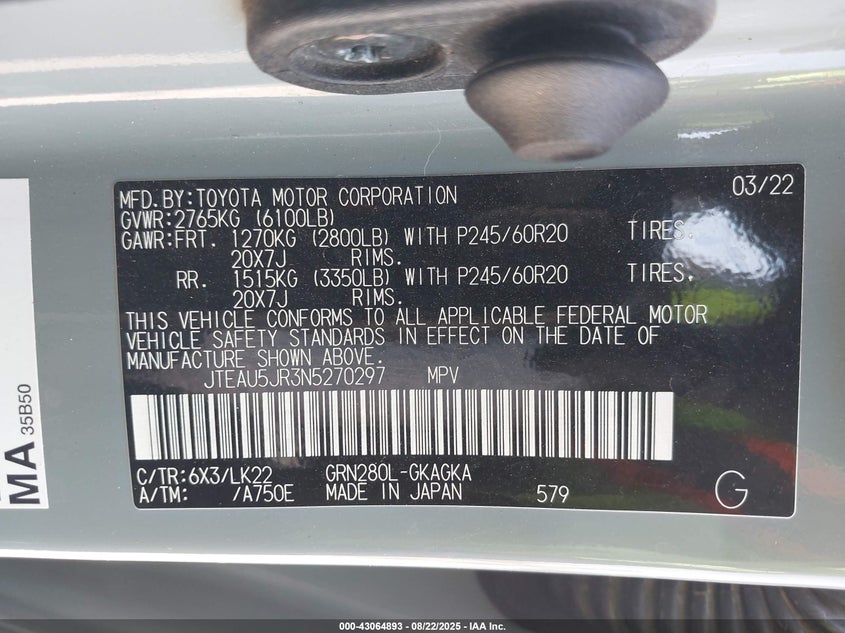 MFD.BY:TOYOTA MOTOR CORPORATION 03/22
GVWR:2765KG (6100LB)
GAWR:FRT. 1270KG (2800LB) WITH P245/60R20 TIRES.
20X7J RIMS.
RR. 1515KG (3350LB) WITH P245/60R20 TIRES.
20X7J RIMS.
THIS VEHICLE CONFORMS TO ALL APPLICABLE FEDERAL MOTOR
VEHICLE SAFETY STANDARDS IN EFFECT ON THE DATE OF
MANUFACTURE SHOWN ABOVE.
JTEAU5JR3N5270297 MPV
C/TR:6X3/LK22 GRN280L-GKAGKA
A/TM: /A750E MADE IN JAPAN 579 G
MA 35B50
000-43064893 - 08/22/2025 - IAA Inc.